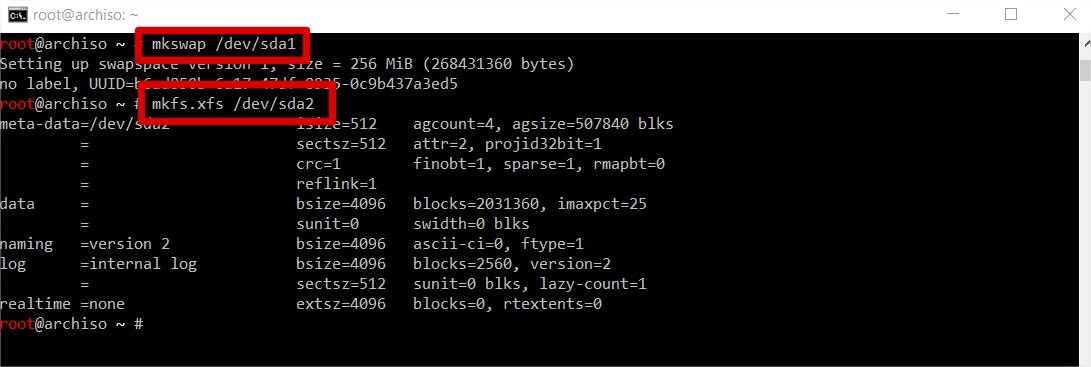 root@archiso: ~
root@archiso ~ # mkswap /dev/sda1
Setting up swapspace version 1, size = 256 MiB (268431360 bytes)
no label, UUID=-0c9b437a3ed5
root@archiso ~ # mkfs.xfs /dev/sda2
meta-data=/dev/sda2 isize=512 agcount=4, agsize=507840 blks
= sectsz=512 attr=2, projid32bit=1
= crc=1 finobt=1, sparse=1, rmapbt=0
= reflink=1
data = bsize=4096 blocks=2031360, imaxpct=25
= sunit=0 swidth=0 blks
naming =version 2 bsize=4096 ascii-ci=0, ftype=1
log =internal log bsize=4096 blocks=2560, version=2
= sectsz=512 sunit=0 blks, lazy-count=1
realtime =none extsz=4096 blocks=0, rtextents=0
root@archiso ~ #